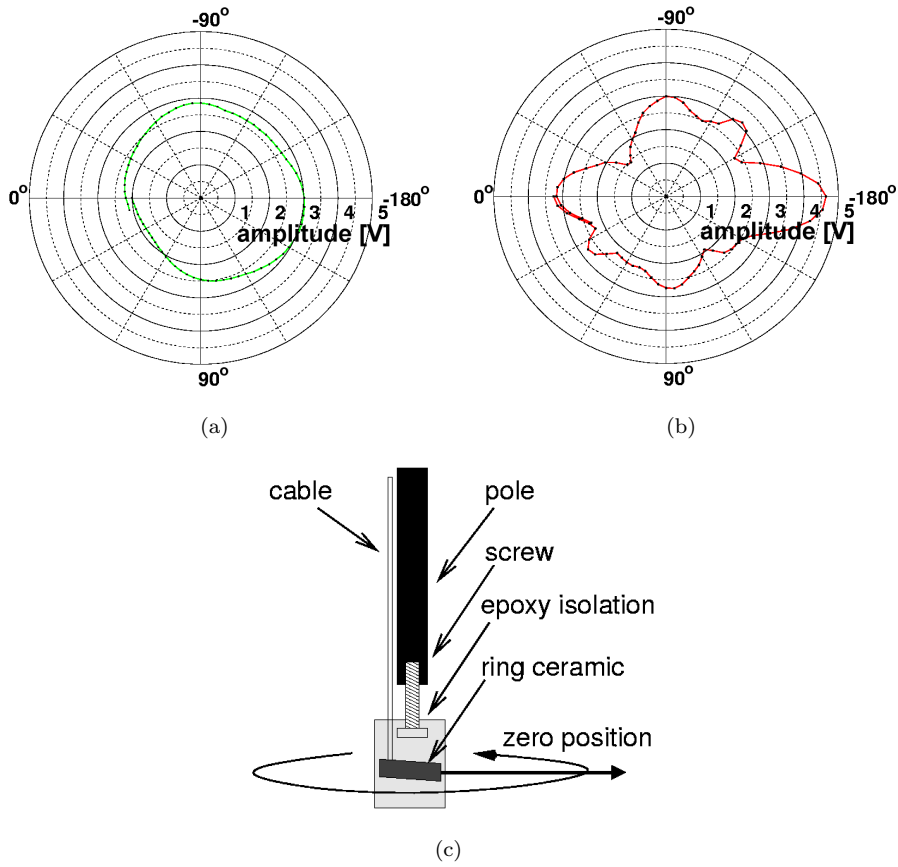 -90°
0°
-180°
1 2 3 4 5
amplitude [V]
90°
(a)
-90°
0°
-180°
1 2 3 4 5
amplitude [V]
90°
(b)
cable
pole
screw
epoxy isolation
ring ceramic
zero position
(c)